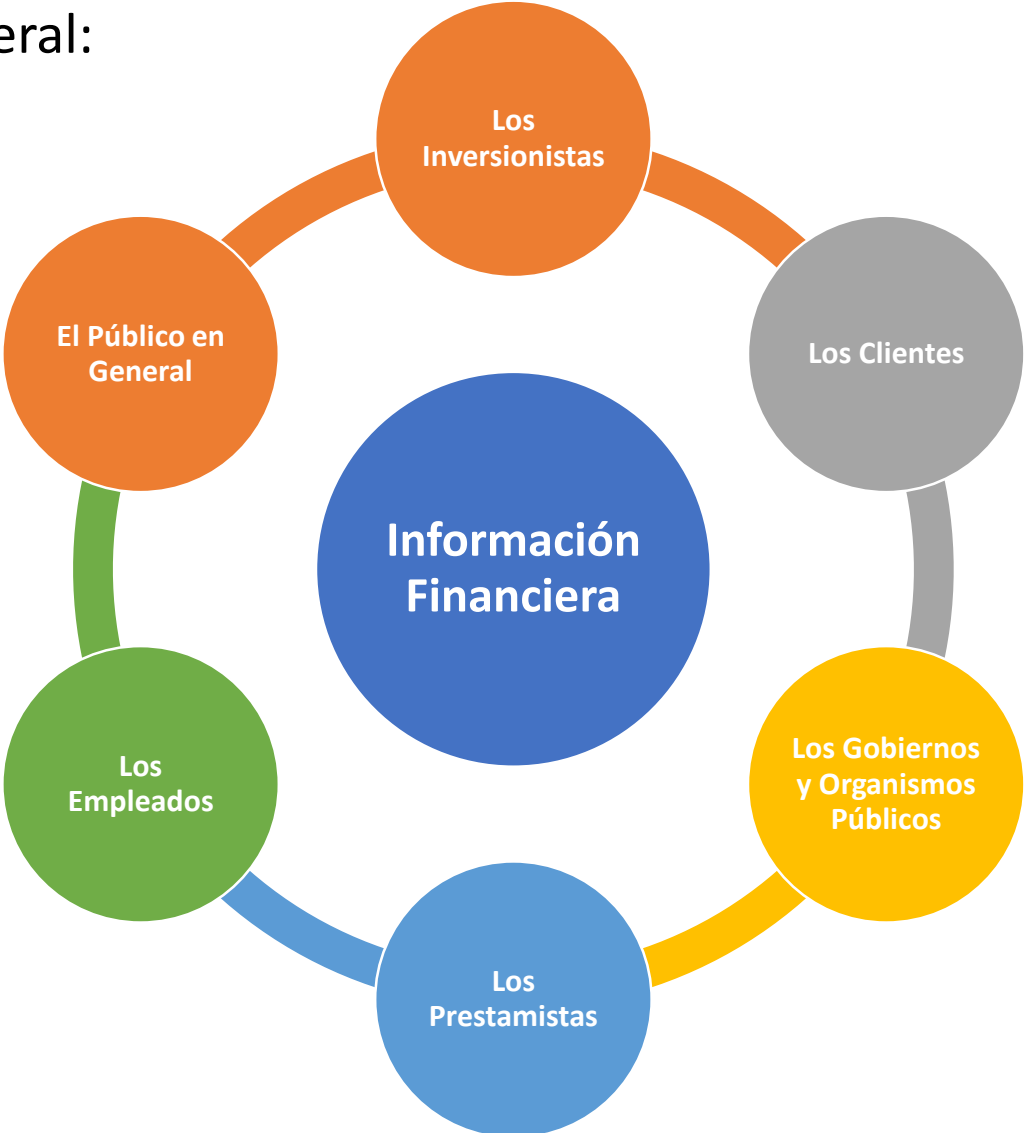 eral:
Los
Inversionistas
El Público en
General
Los Clientes
Información
Financiera
Los
Empleados
Los Gobiernos
y Organismos
Públicos
Los
Prestamistas